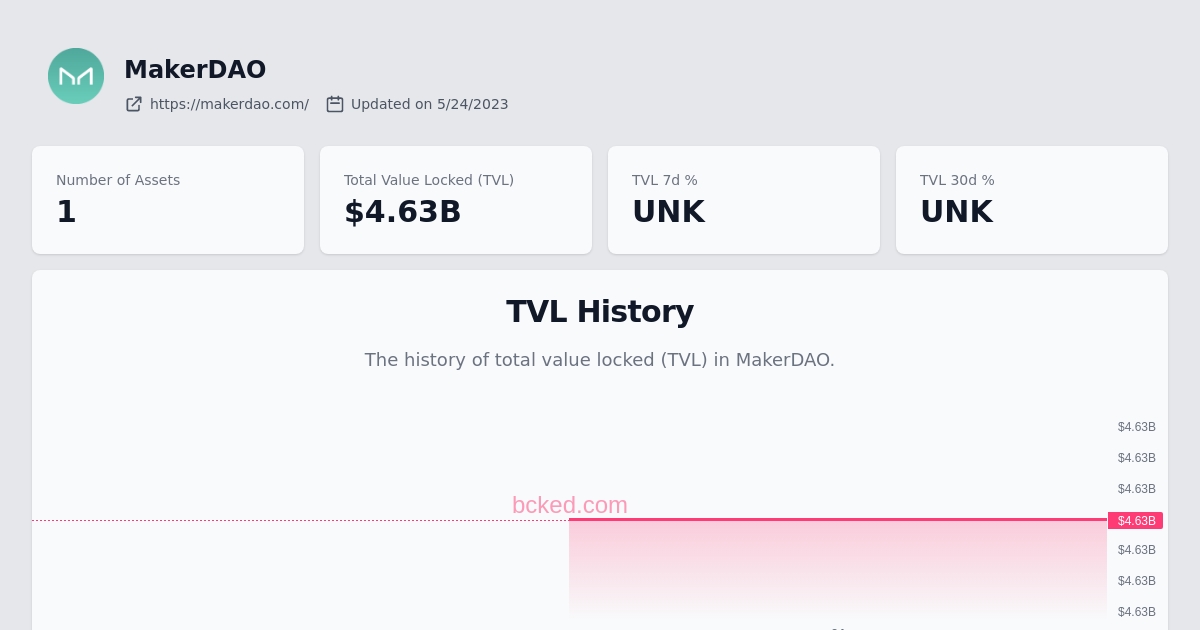 MakerDAO
https://makerdao.com/ Updated on 5/24/2023
Number of Assets
1
Total Value Locked (TVL)
$4.63B
TVL 7d %
UNK
TVL 30d %
UNK
TVL History
The history of total value locked (TVL) in MakerDAO.
$4.63B
$4.63B
$4.63B
bcked.com
$4.63B
$4.63B
$4.63B
$4.63B